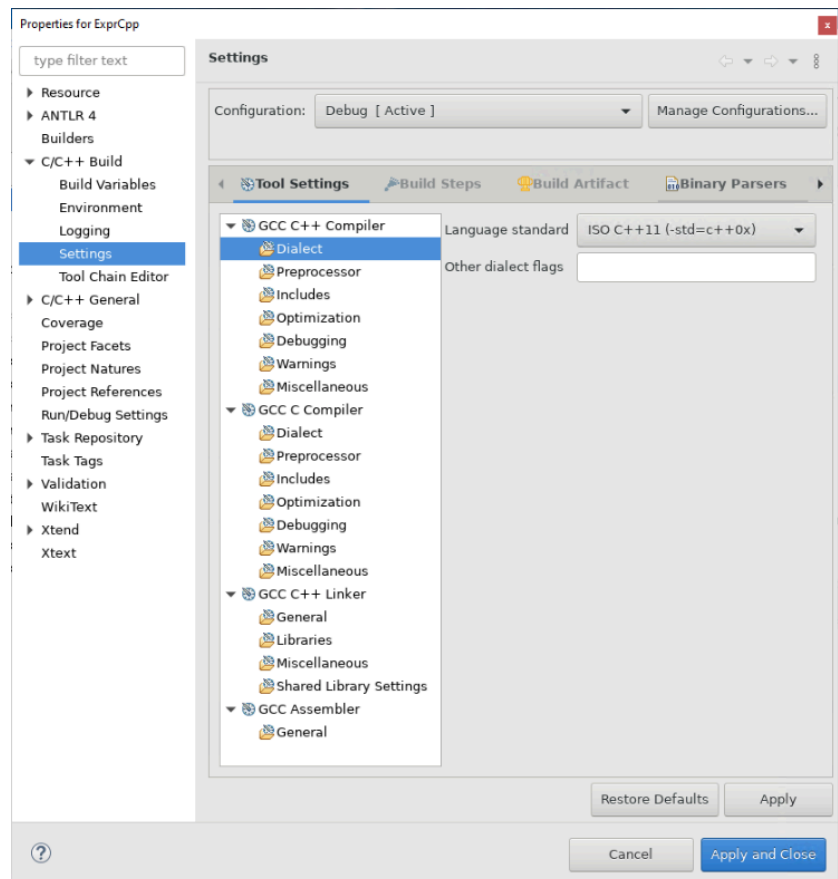 Properties for ExprCpp
x
type filter text
Settings
Resource
ANTLR 4
Builders
C/C++ Build
Build Variables
Environment
Logging
Settings
Tool Chain Editor
C/C++ General
Coverage
Project Facets
Project Natures
Project References
Run/Debug Settings
Task Repository
Task Tags
Validation
WikiText
Xtend
Xtext
Configuration: Debug [ Active ] Manage Configurations...
Tool Settings Build Steps Build Artifact Binary Parsers
GCC C++ Compiler
Dialect
Preprocessor
Includes
Optimization
Debugging
Warnings
Miscellaneous
GCC C Compiler
Dialect
Preprocessor
Includes
Optimization
Debugging
Warnings
Miscellaneous
GCC C++ Linker
General
Libraries
Miscellaneous
Shared Library Settings
GCC Assembler
General
Language standard ISO C++11 (-std=c++0x)
Other dialect flags
Restore Defaults Apply
? Cancel Apply and Close